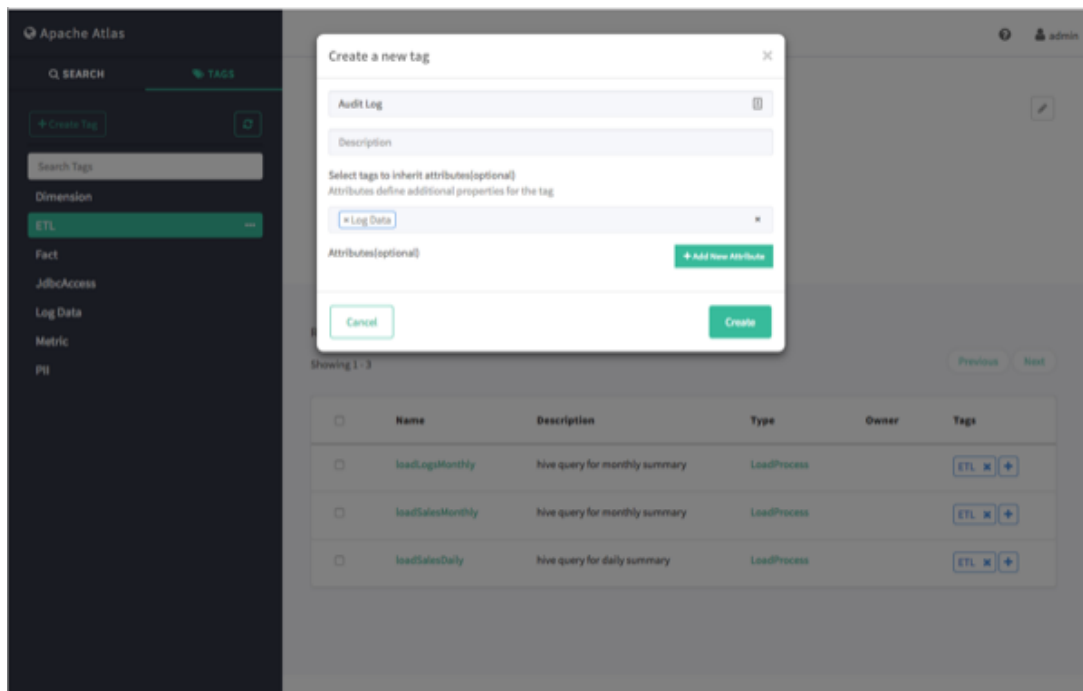 Apache Atlas
admin
SEARCH
TAGS
+ Create Tag
Search Tags
Dimension
ETL
Fact
JdbcAccess
Log Data
Metric
PII
Create a new tag
Audit Log
Description
Select tags to inherit attributes(optional)
Attributes define additional properties for the tag
× Log Data
Attributes(optional)
+ Add New Attribute
Cancel
Create
Showing 1 - 3
Previous
Next
Name Description Type Owner Tags
loadLogsMonthly hive query for monthly summary LoadProcess ETL
loadSalesMonthly hive query for monthly summary LoadProcess ETL
loadSalesDaily hive query for daily summary LoadProcess ETL